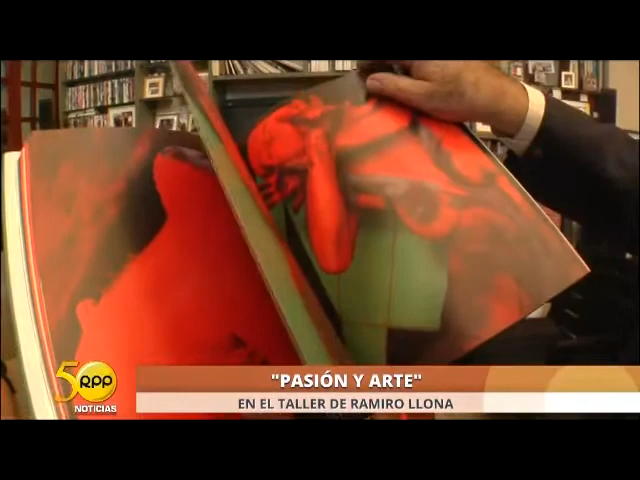 "PASIÓN Y ARTE"
EN EL TALLER DE RAMIRO LLONA
50
RPP
NOTICIAS